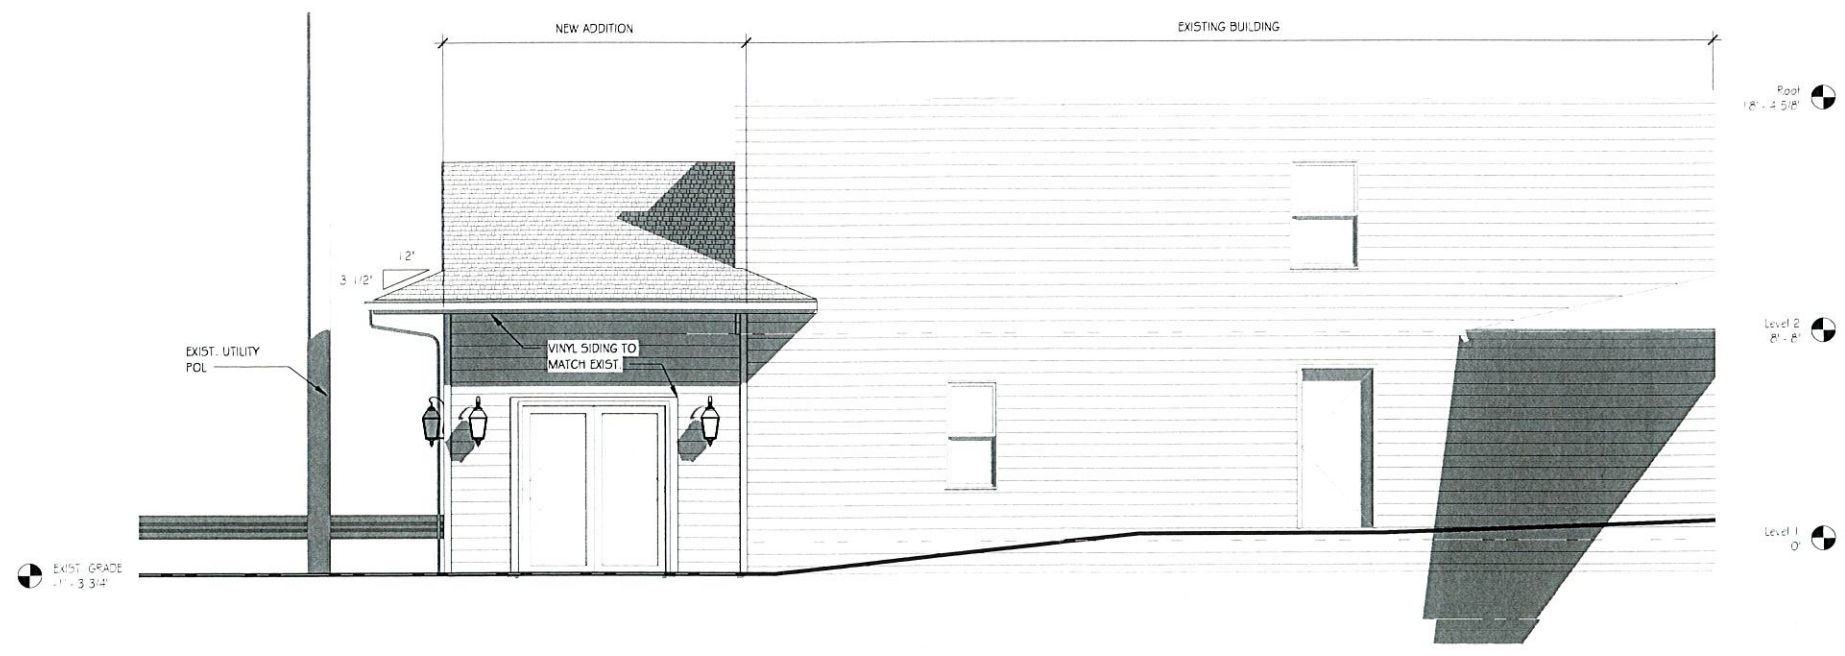 NEW ADDITION
EXISTING BUILDING
Roof
18' - 4 5/8"
12"
3 1/2"
Level 2
8' - 8"
EXIST. UTILITY
POL
VINYL SIDING TO
MATCH EXIST.
Level 1
0"
EXIST. GRADE
-1' - 3 3/4"